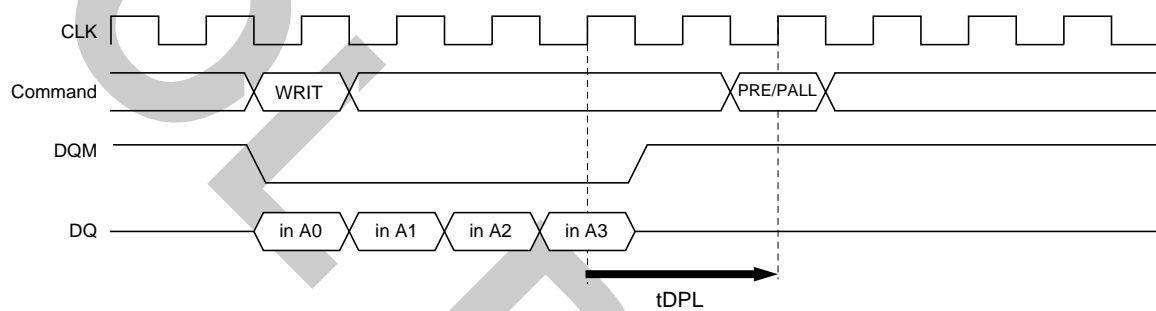 CLK
Command
WRIT
PRE/PALL
DQM
DQ
in A0
in A1
in A2
in A3
tDPL